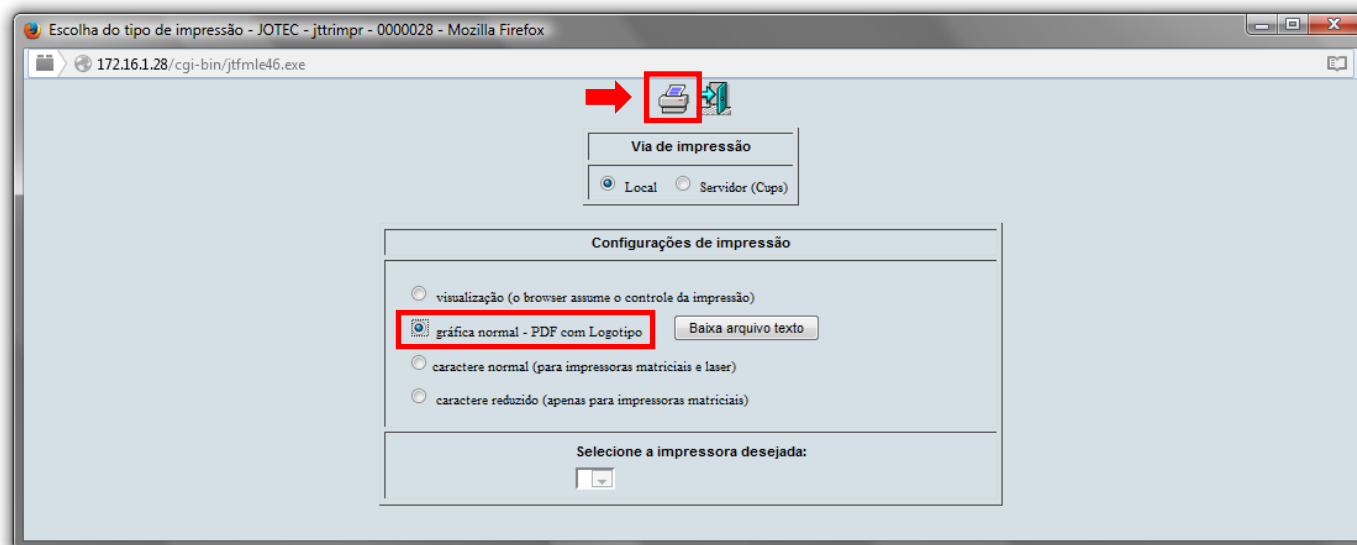 Escolha do tipo de impressão - JOTEC - jttrimpr - 0000028 - Mozilla Firefox
172.16.1.28/cgi-bin/jtfmle46.exe
Via de impressão
Local Servidor (Cups)
Configurações de impressão
visualização (o browser assume o controle da impressão)
gráfica normal - PDF com Logotipo Baixa arquivo texto
caractere normal (para impressoras matriciais e laser)
caractere reduzido (apenas para impressoras matriciais)
Selecione a impressora desejada: